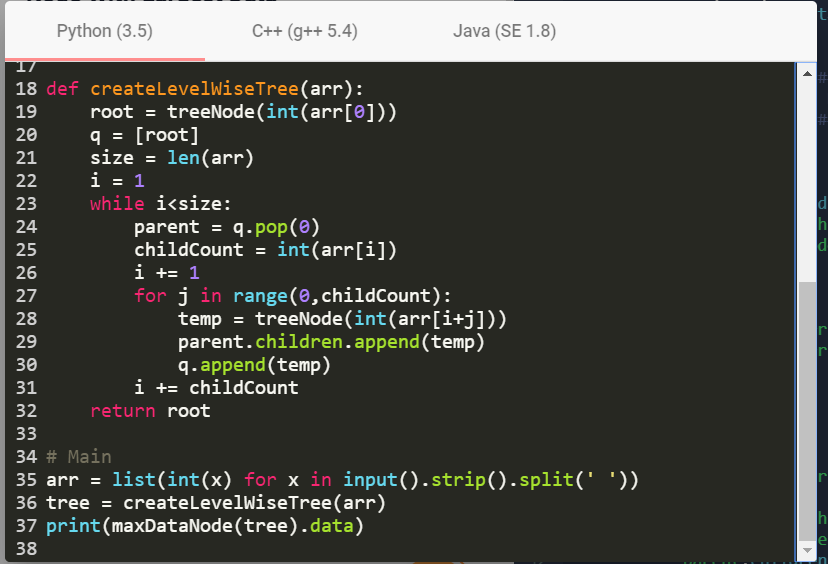 Python (3.5) C++ (g++ 5.4) Java (SE 1.8)
17
18 def createLevelWiseTree(arr):
19     root = treeNode(int(arr[0]))
20     q = [root]
21     size = len(arr)
22     i = 1
23     while i<size:
24         parent = q.pop(0)
25         childCount = int(arr[i])
26         i += 1
27         for j in range(0,childCount):
28             temp = treeNode(int(arr[i+j]))
29             parent.children.append(temp)
30             q.append(temp)
31         i += childCount
32     return root
33
34 # Main
35 arr = list(int(x) for x in input().strip().split(' '))
36 tree = createLevelWiseTree(arr)
37 print(maxDataNode(tree).data)
38